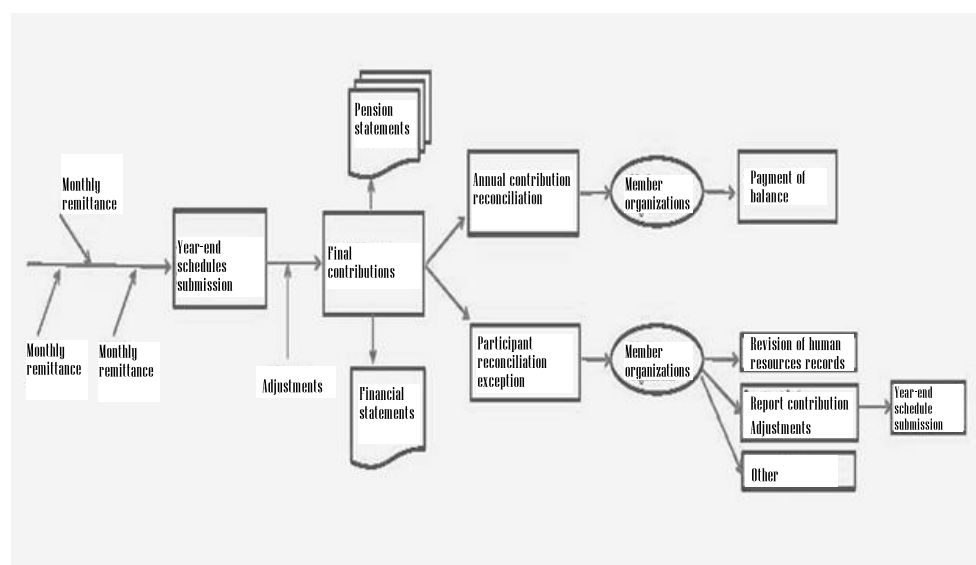 Pension
statements
Monthly
remittance
Annual contribution
reconciliation
Member
organizations
Payment of
balance
Year-end
schedules
submission
Final
contributions
Monthly
remittance
Monthly
remittance
Adjustments
Financial
statements
Participant
reconciliation
exception
Member
organizations
Revision of human
resources records
Report contribution
Adjustments
Year-end
schedule
submission
Other